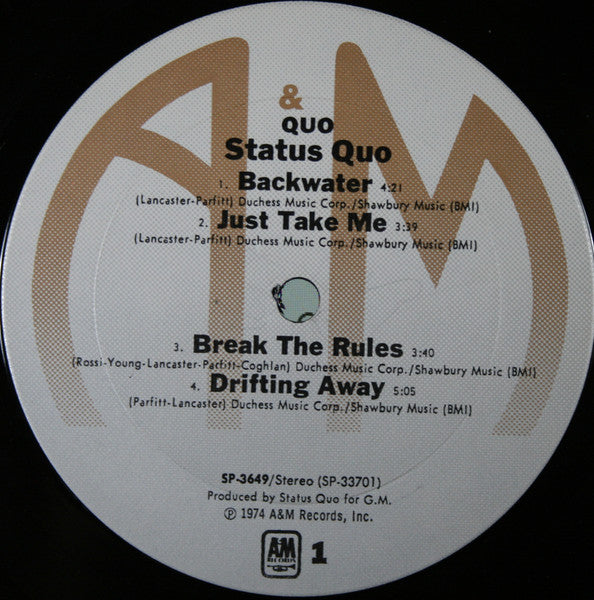 A&M
QUO
Status Quo
1. Backwater 4:21
(Lancaster-Parfitt) Duchess Music Corp./Shawbury Music (BMI)
2. Just Take Me 3:39
(Lancaster-Parfitt) Duchess Music Corp./Shawbury Music (BMI)
3. Break The Rules 3:40
(Rossi-Young-Lancaster-Parfitt-Coghlan) Duchess Music Corp./Shawbury Music (BMI)
4. Drifting Away 5:05
(Parfitt-Lancaster) Duchess Music Corp./Shawbury Music (BMI)
SP-3649/Stereo (SP-33701)
Produced by Status Quo for G.M.
℗ 1974 A&M Records, Inc.
A&M RECORDS 1